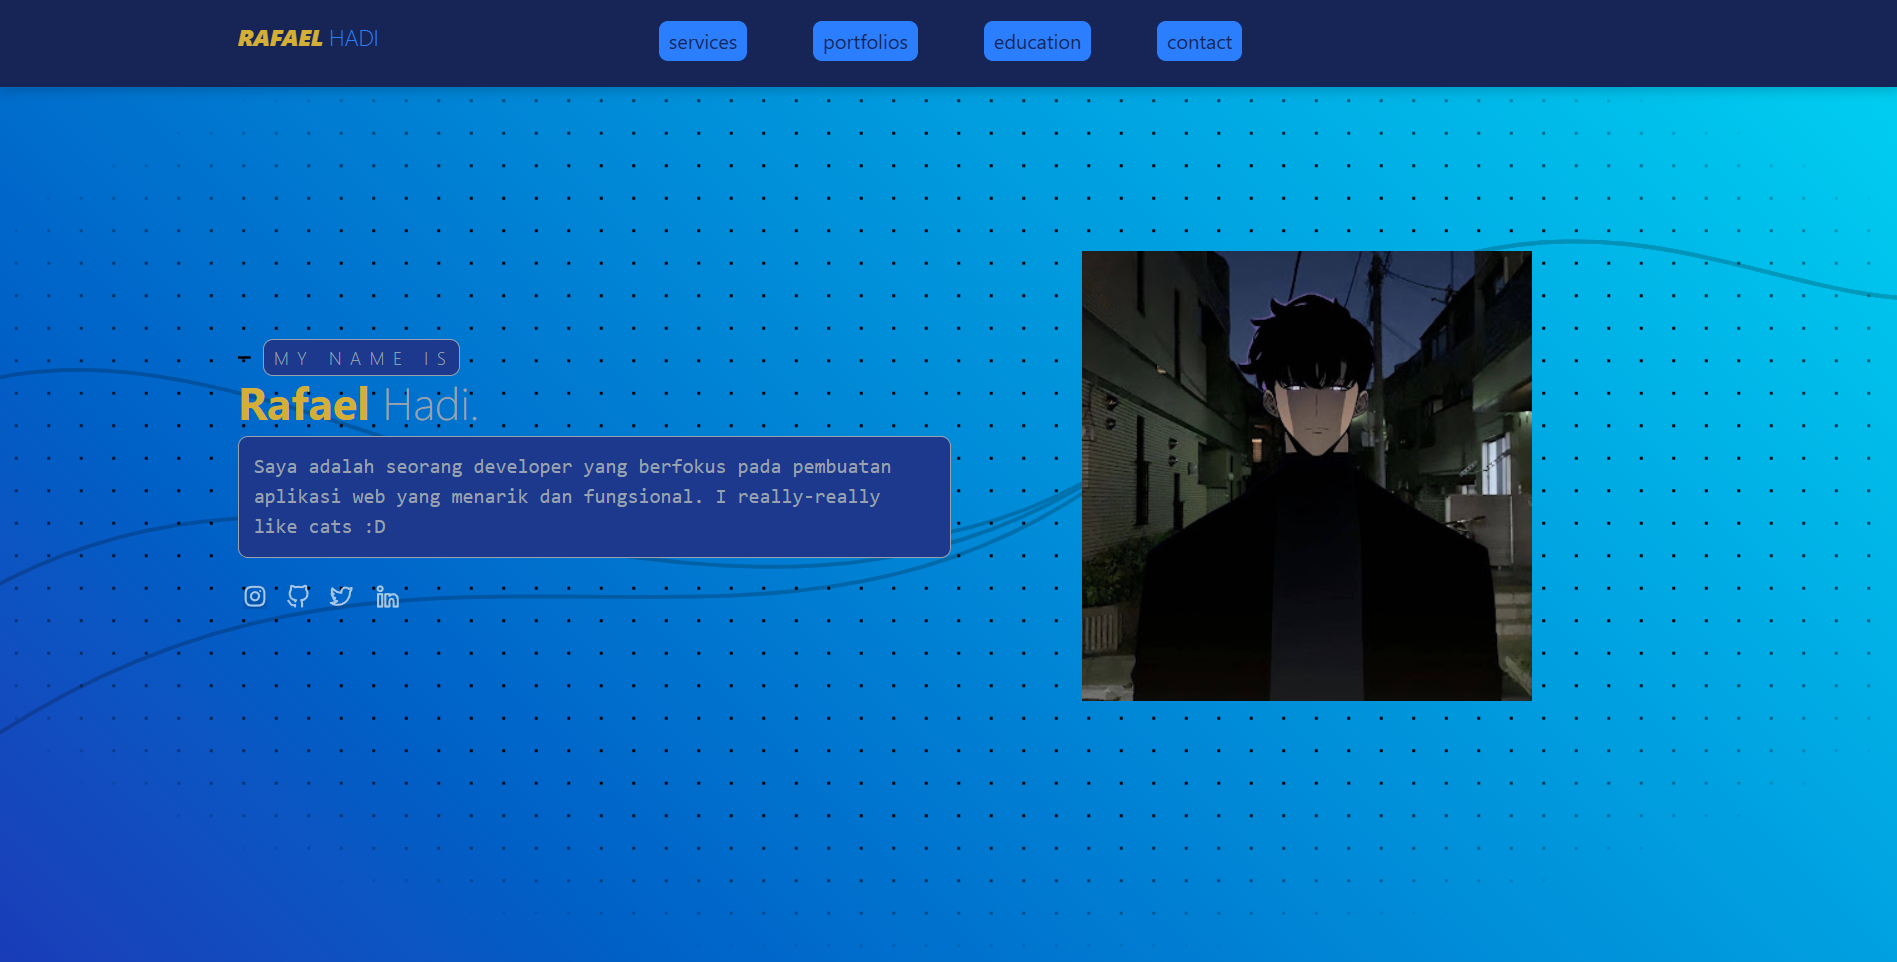 RAFAEL HADI
services
portfolios
education
contact
MY NAME IS
Rafael Hadi.
Saya adalah seorang developer yang berfokus pada pembuatan
aplikasi web yang menarik dan fungsional. I really-really
like cats :D